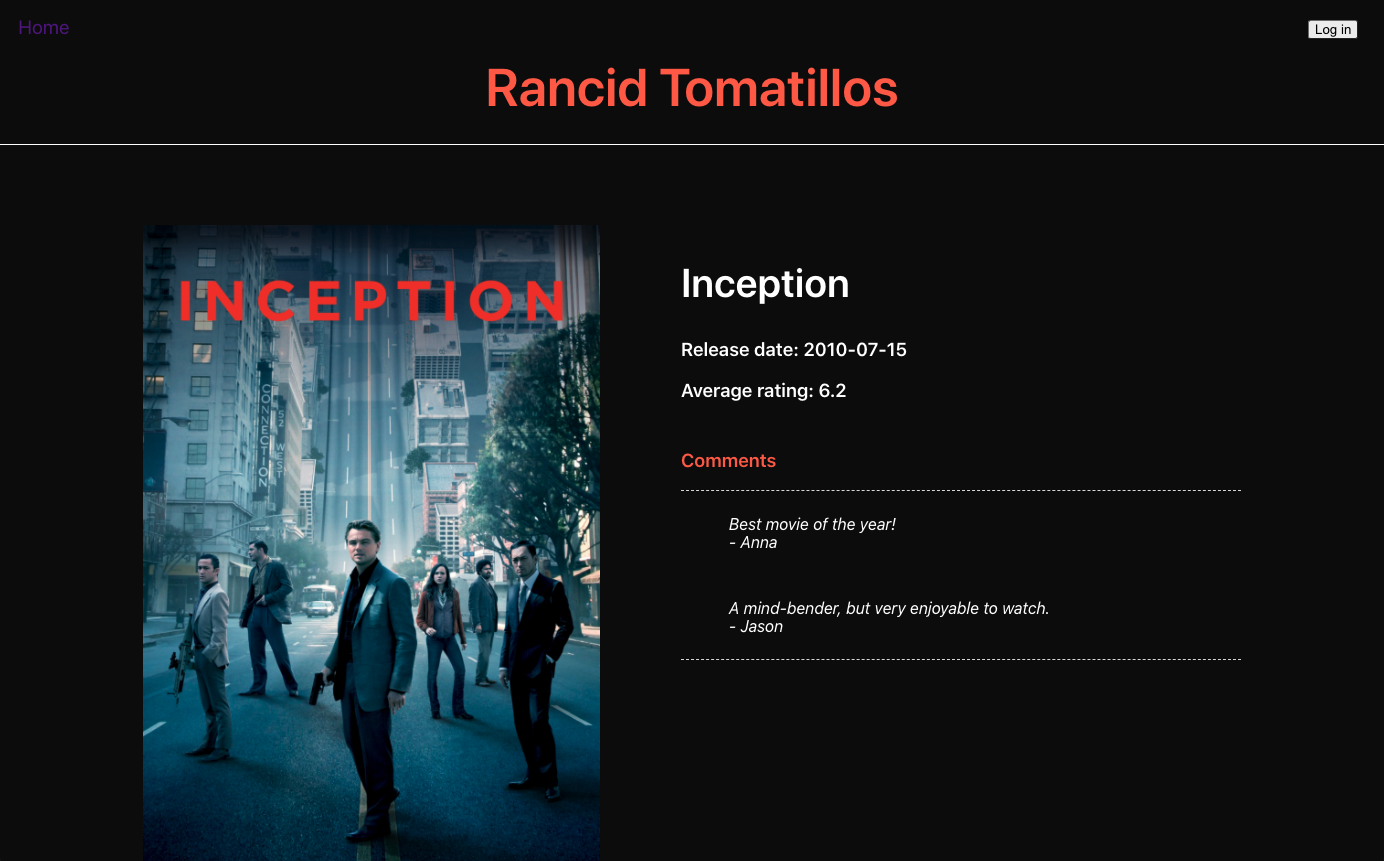 Home
Log in
Rancid Tomatillos
INCEPTION
CONNECTION
52 WEST
Inception
Release date: 2010-07-15
Average rating: 6.2
Comments
Best movie of the year!
- Anna
A mind-bender, but very enjoyable to watch.
- Jason